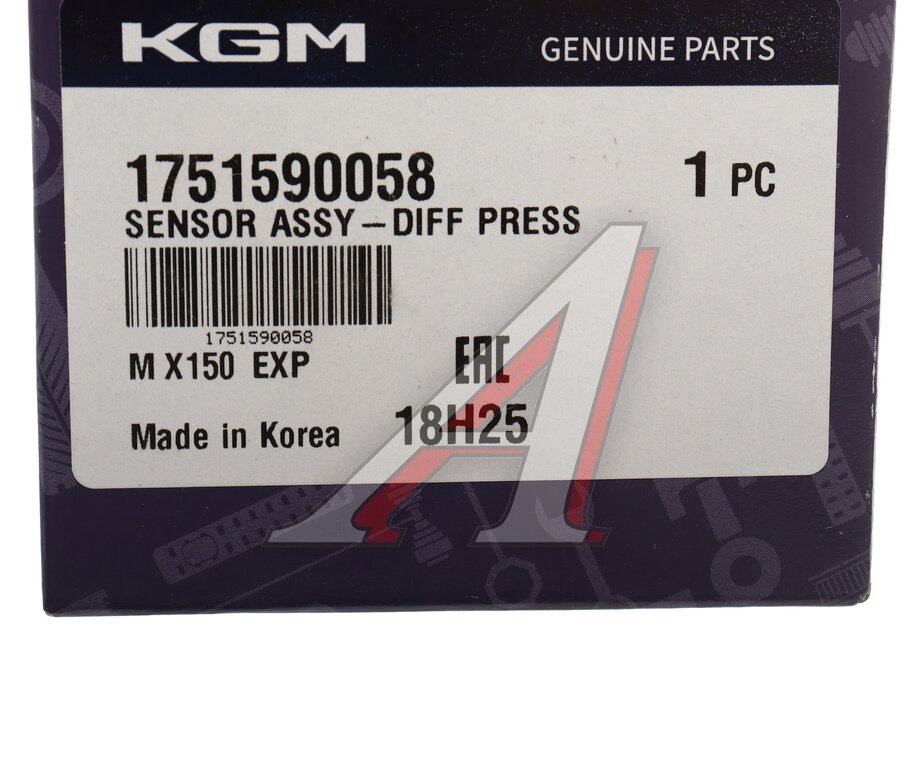 KGM GENUINE PARTS
1751590058 1 PC
SENSOR ASSY-DIFF PRESS
1751590058
M X150 EXP EAC
Made in Korea 18H25